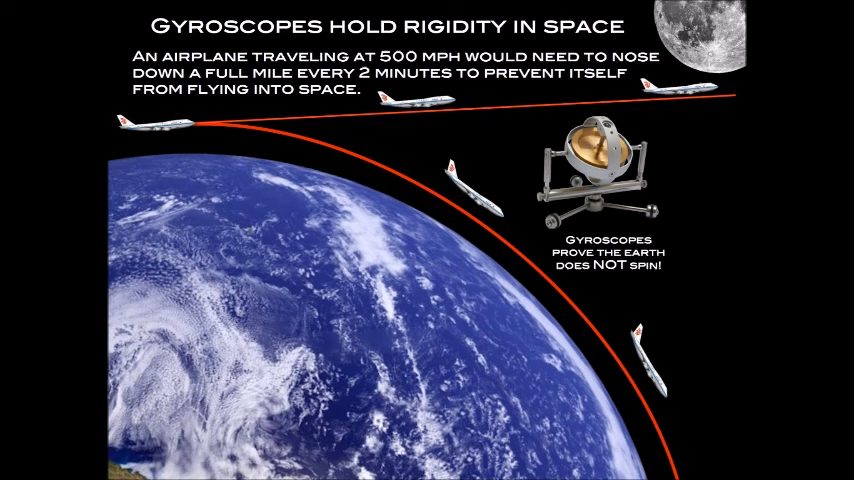 Gyroscopes hold rigidity in space
An airplane traveling at 500 mph would need to nose
down a full mile every 2 minutes to prevent itself
from flying into space.
Gyroscopes
prove the earth
does NOT spin!